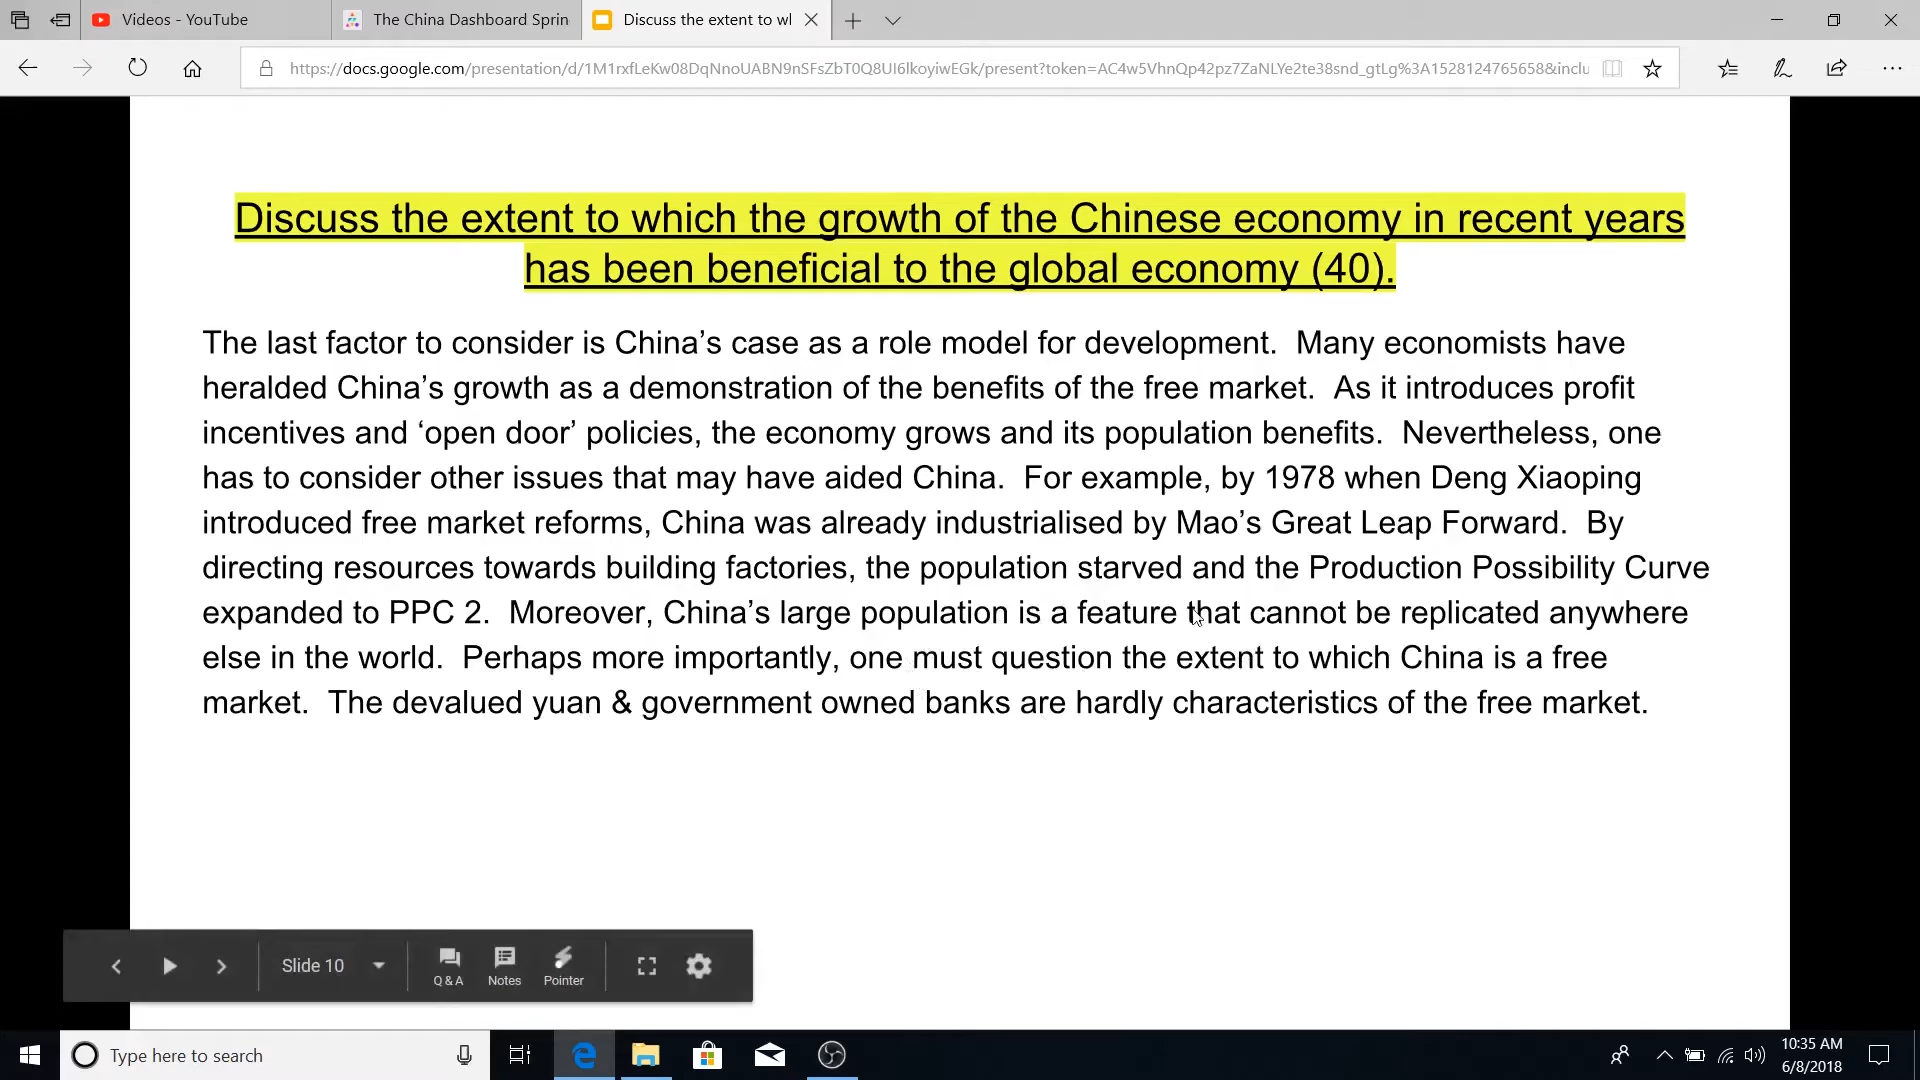 Videos - YouTube
The China Dashboard Sprin
Discuss the extent to wl
https://docs.google.com/presentation/d/1M1rxfLeKw08DqNnoUABN9nSFsZbT0Q8UI6lkoyiwEGk/present?token=AC4w5VhnQp42pz7ZaNLYe2te38snd_gtLg%3A1528124765658&inclu
Discuss the extent to which the growth of the Chinese economy in recent years
has been beneficial to the global economy (40).
The last factor to consider is China’s case as a role model for development.  Many economists have
heralded China’s growth as a demonstration of the benefits of the free market.  As it introduces profit
incentives and ‘open door’ policies, the economy grows and its population benefits.  Nevertheless, one
has to consider other issues that may have aided China.  For example, by 1978 when Deng Xiaoping
introduced free market reforms, China was already industrialised by Mao’s Great Leap Forward.  By
directing resources towards building factories, the population starved and the Production Possibility Curve
expanded to PPC 2.  Moreover, China’s large population is a feature that cannot be replicated anywhere
else in the world.  Perhaps more importantly, one must question the extent to which China is a free
market.  The devalued yuan & government owned banks are hardly characteristics of the free market.
Slide 10
Q & A
Notes
Pointer
Type here to search
10:35 AM
6/8/2018